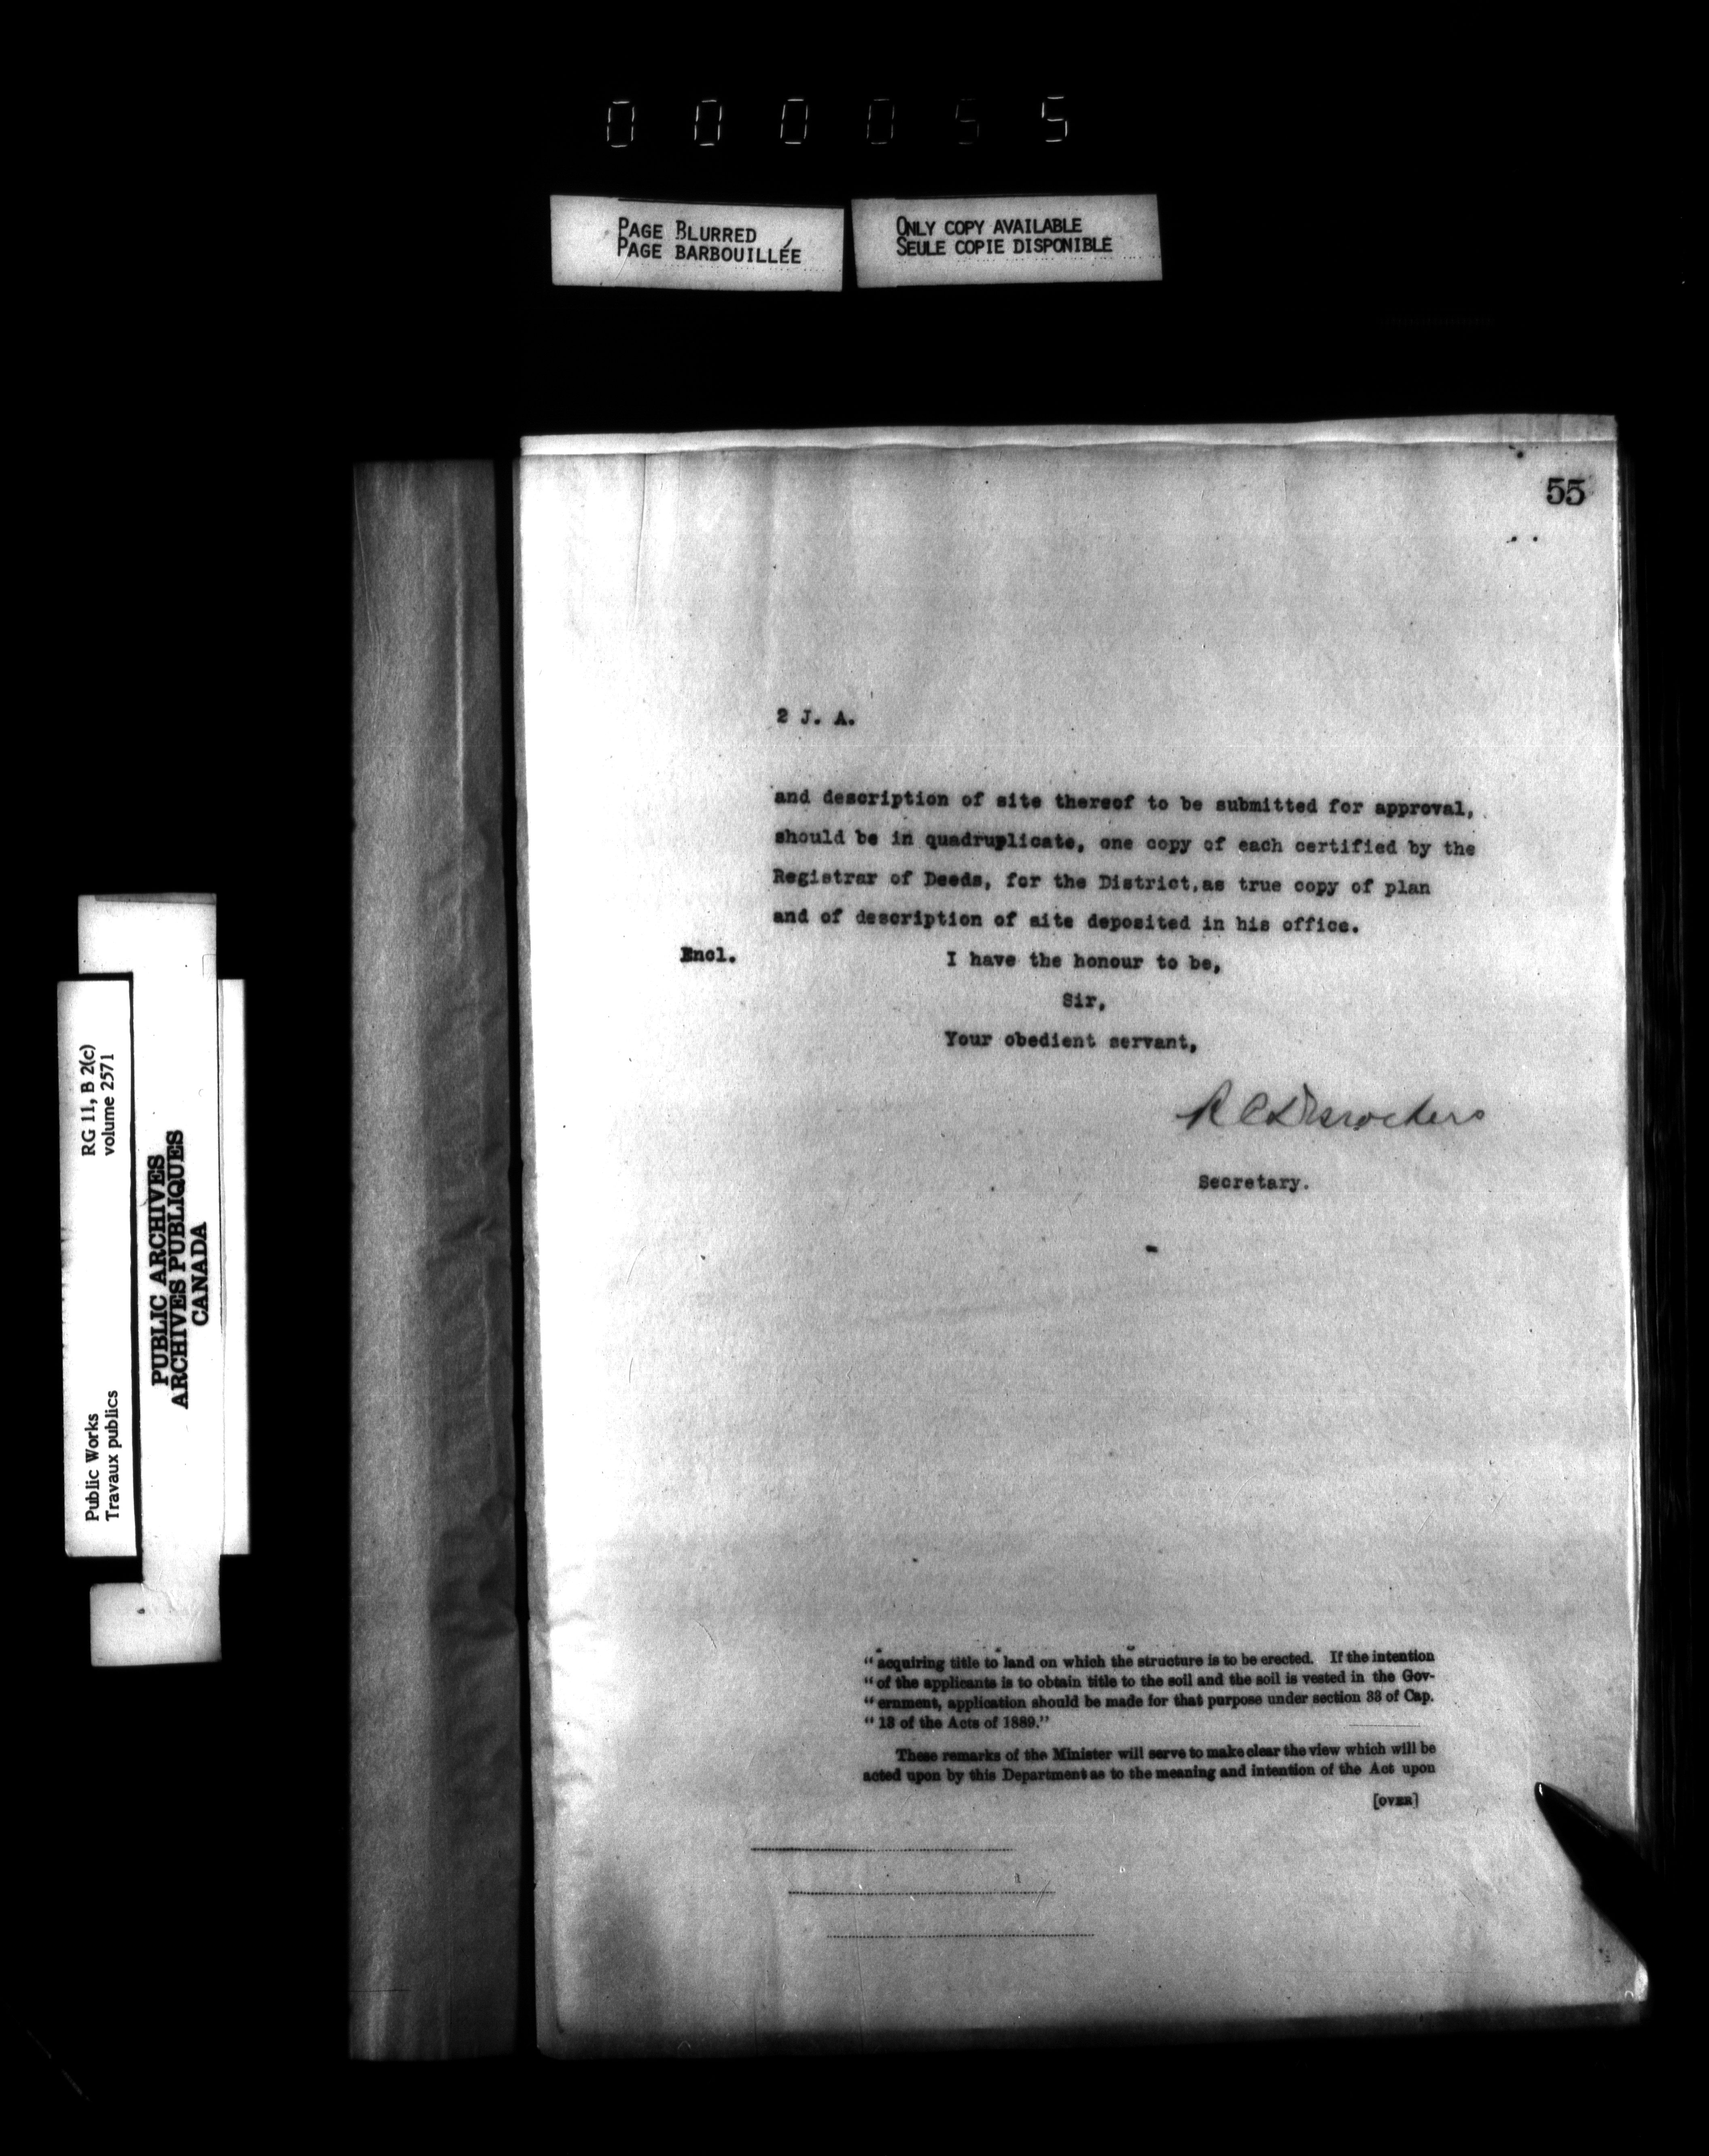 000055
PAGE BLURRED
PAGE BARBOUILLÉE
ONLY COPY AVAILABLE
SEULE COPIE DISPONIBLE
55
2 J. A.
and description of site thereof to be submitted for approval,
should be in quadruplicate, one copy of each certified by the
Registrar of Deeds, for the District,as true copy of plan
and of description of site deposited in his office.
Encl.
I have the honour to be,
Sir,
Your obedient servant,
R C Desrochers
Secretary.
“ acquiring title to land on which the structure is to be erected. If the intention
“ of the applicants is to obtain title to the soil and the soil is vested in the Gov-
“ ernment, application should be made for that purpose under section 38 of Cap.
“ 13 of the Acts of 1889.”
These remarks of the Minister will serve to make clear the view which will be
acted upon by this Department as to the meaning and intention of the Act upon
[OVER]
RG 11, B 2(c)
volume 2571
Public Works
Travaux publics
PUBLIC ARCHIVES
ARCHIVES PUBLIQUES
CANADA